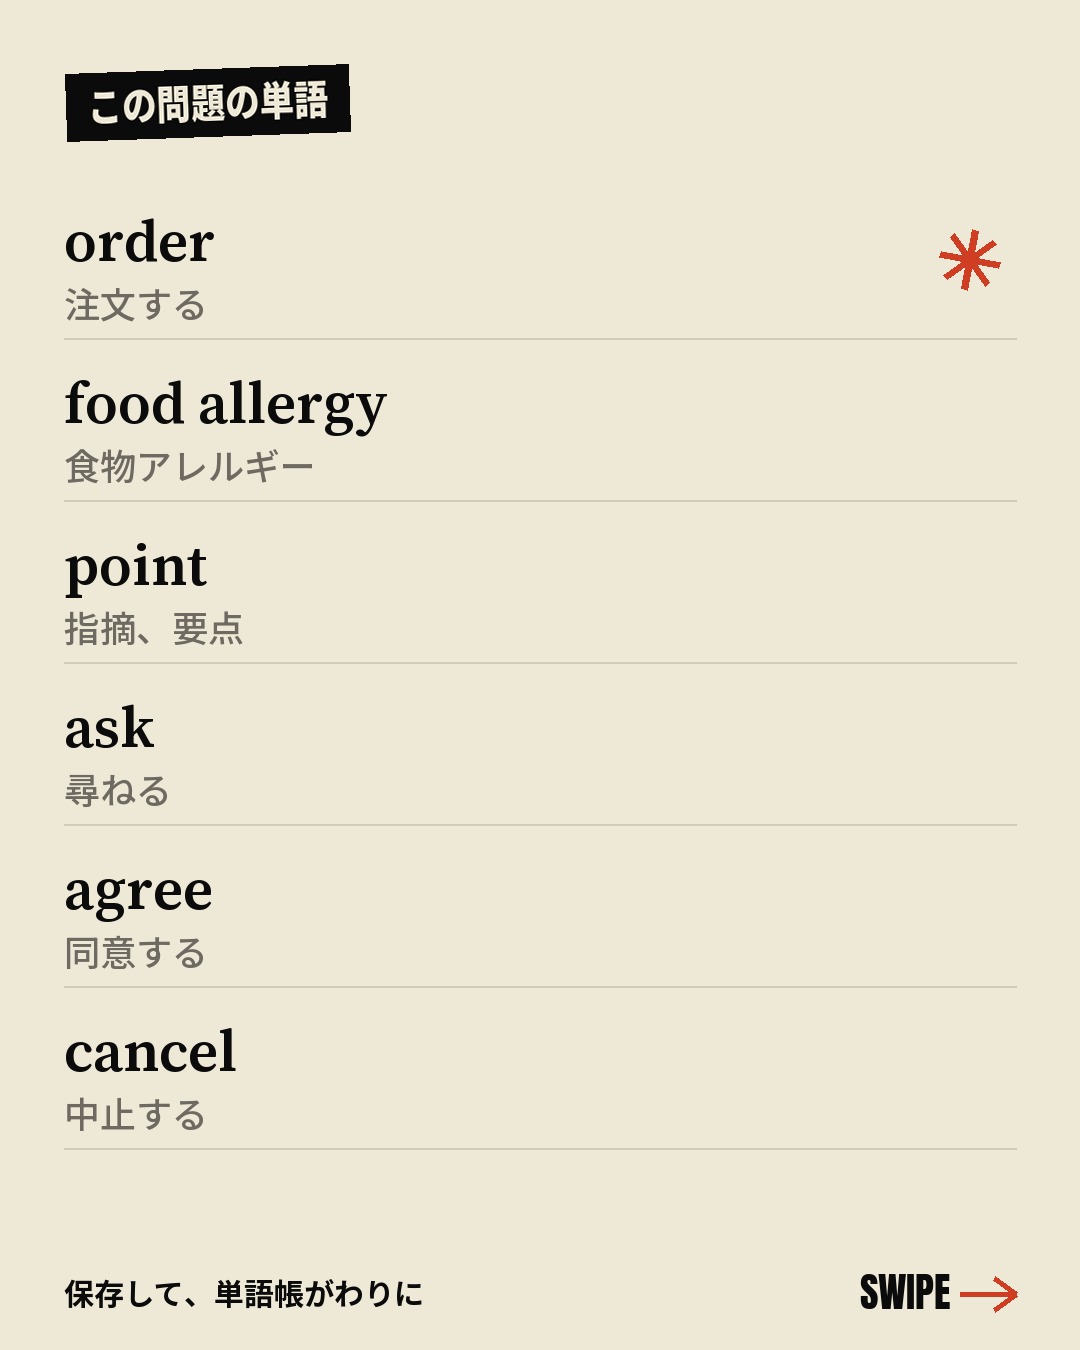 この問題の単語
order
注文する
food allergy
食物アレルギー
point
指摘、要点
ask
尋ねる
agree
同意する
cancel
中止する
保存して、単語帳がわりに
SWIPE